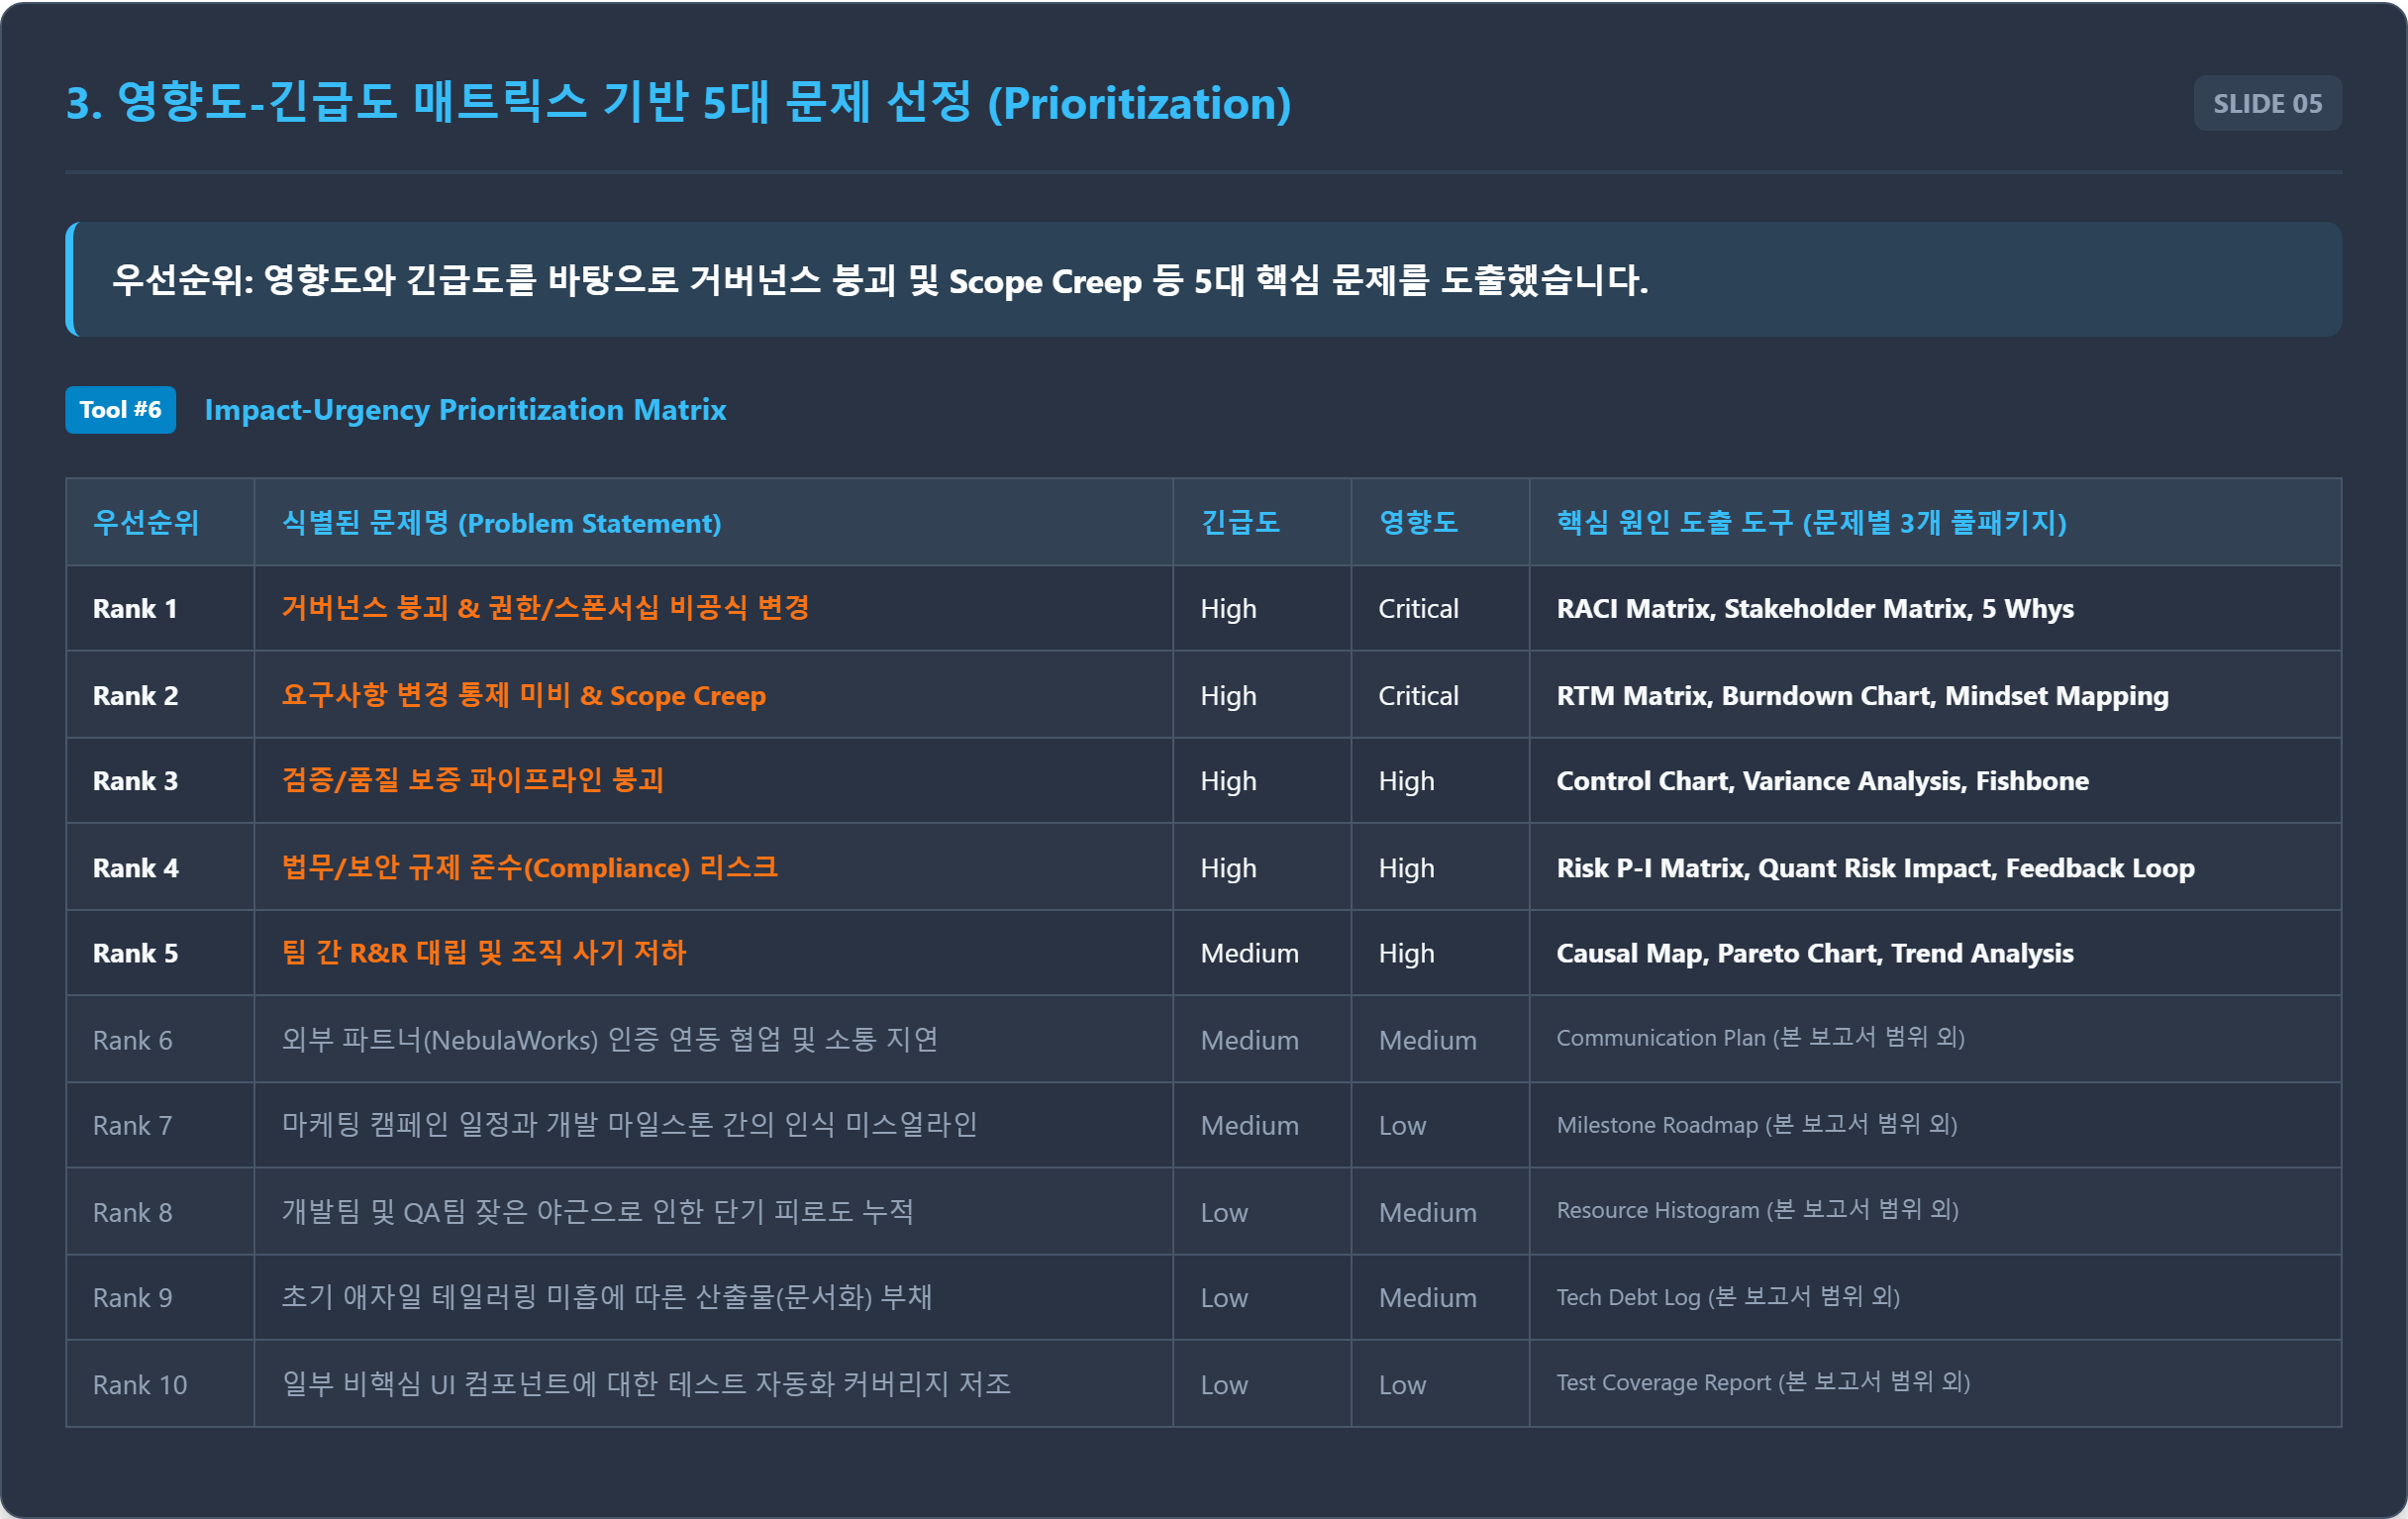 3. 영향도-긴급도 매트릭스 기반 5대 문제 선정 (Prioritization)
SLIDE 05
우선순위: 영향도와 긴급도를 바탕으로 거버넌스 붕괴 및 Scope Creep 등 5대 핵심 문제를 도출했습니다.
Tool #6 Impact-Urgency Prioritization Matrix
우선순위 식별된 문제명 (Problem Statement) 긴급도 영향도 핵심 원인 도출 도구 (문제별 3개 풀패키지)
Rank 1 거버넌스 붕괴 & 권한/스폰서십 비공식 변경 High Critical RACI Matrix, Stakeholder Matrix, 5 Whys
Rank 2 요구사항 변경 통제 미비 & Scope Creep High Critical RTM Matrix, Burndown Chart, Mindset Mapping
Rank 3 검증/품질 보증 파이프라인 붕괴 High High Control Chart, Variance Analysis, Fishbone
Rank 4 법무/보안 규제 준수(Compliance) 리스크 High High Risk P-I Matrix, Quant Risk Impact, Feedback Loop
Rank 5 팀 간 R&R 대립 및 조직 사기 저하 Medium High Causal Map, Pareto Chart, Trend Analysis
Rank 6 외부 파트너(NebulaWorks) 인증 연동 협업 및 소통 지연 Medium Medium Communication Plan (본 보고서 범위 외)
Rank 7 마케팅 캠페인 일정과 개발 마일스톤 간의 인식 미스얼라인 Medium Low Milestone Roadmap (본 보고서 범위 외)
Rank 8 개발팀 및 QA팀 잦은 야근으로 인한 단기 피로도 누적 Low Medium Resource Histogram (본 보고서 범위 외)
Rank 9 초기 애자일 테일러링 미흡에 따른 산출물(문서화) 부채 Low Medium Tech Debt Log (본 보고서 범위 외)
Rank 10 일부 비핵심 UI 컴포넌트에 대한 테스트 자동화 커버리지 저조 Low Low Test Coverage Report (본 보고서 범위 외)